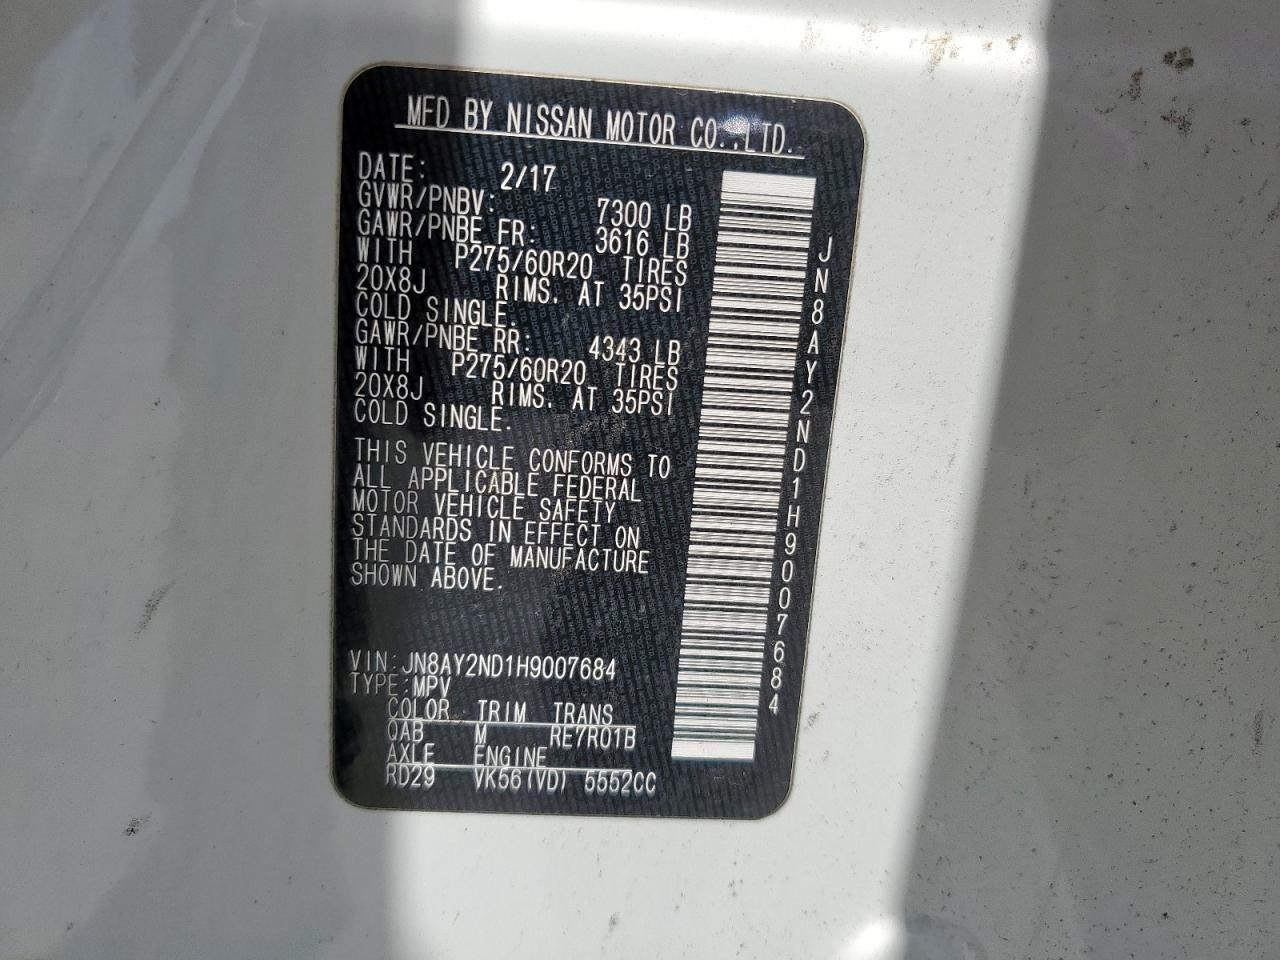 MFD BY NISSAN MOTOR CO.,LTD.
DATE: 2/17
GVWR/PNBV: 7300 LB
GAWR/PNBE FR: 3616 LB
WITH P275/60R20 TIRES
20X8J RIMS. AT 35PSI
COLD SINGLE.
GAWR/PNBE RR: 4343 LB
WITH P275/60R20 TIRES
20X8J RIMS. AT 35PSI
COLD SINGLE.
THIS VEHICLE CONFORMS TO
ALL APPLICABLE FEDERAL
MOTOR VEHICLE SAFETY
STANDARDS IN EFFECT ON
THE DATE OF MANUFACTURE
SHOWN ABOVE.
VIN:JN8AY2ND1H9007684
TYPE:MPV
COLOR TRIM TRANS
QAB M RE7R01B
AXLE ENGINE
RD29 VK56(VD) 5552CC
JN8AY2ND1H9007684